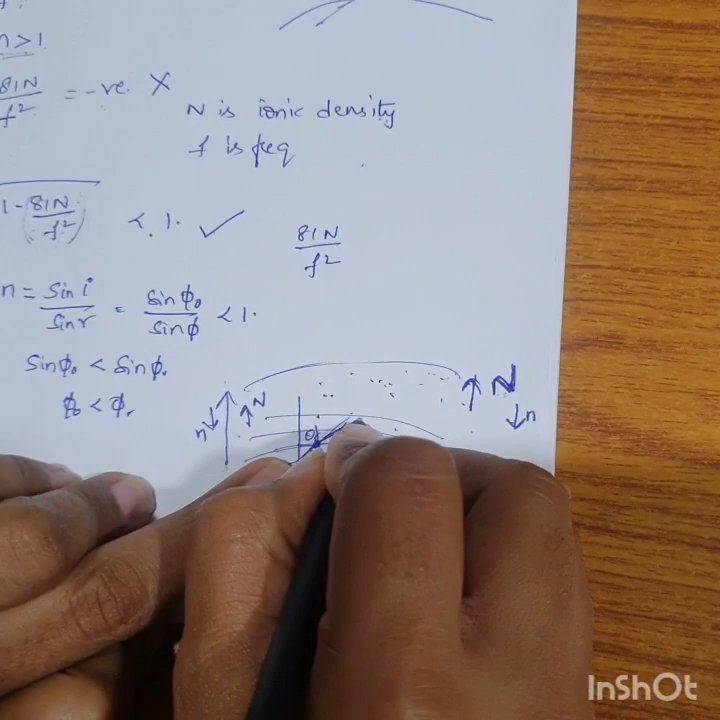 n>1
81N/f² = -ve. X
N is ionic density
f is freq
1 - 81N/f² < 1. ✓
81N/f²
n = sin i/sin r = sin φ₀/sin φ < 1.
sin φ₀ < sin φ.
φ₀ < φ.
↑ N
↑ N
n ↓
↓ n
InShOt